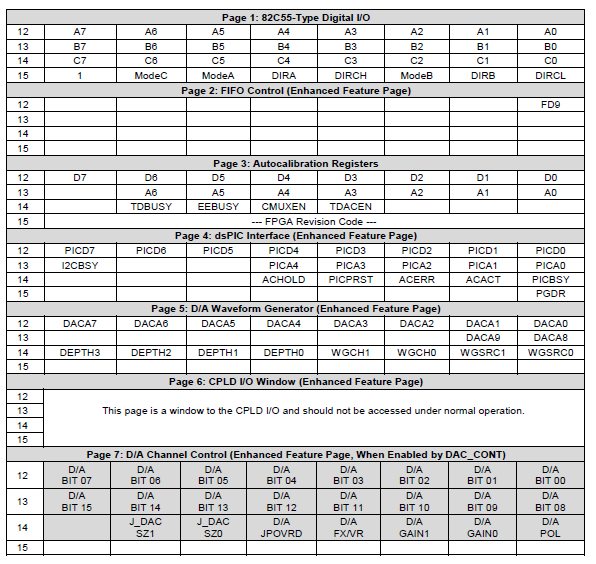 Page 1: 82C55-Type Digital I/O
12 A7 A6 A5 A4 A3 A2 A1 A0
13 B7 B6 B5 B4 B3 B2 B1 B0
14 C7 C6 C5 C4 C3 C2 C1 C0
15 1 ModeC ModeA DIRA DIRCH ModeB DIRB DIRCL
Page 2: FIFO Control (Enhanced Feature Page)
12 FD9
13
14
15
Page 3: Autocalibration Registers
12 D7 D6 D5 D4 D3 D2 D1 D0
13 A6 A5 A4 A3 A2 A1 A0
14 TDBUSY EEBUSY CMUXEN TDACEN
15 --- FPGA Revision Code ---
Page 4: dsPIC Interface (Enhanced Feature Page)
12 PICD7 PICD6 PICD5 PICD4 PICD3 PICD2 PICD1 PICD0
13 I2CBSY PICA4 PICA3 PICA2 PICA1 PICA0
14 ACHOLD PICPRST ACERR ACACT PICBSY
15 PGDR
Page 5: D/A Waveform Generator (Enhanced Feature Page)
12 DACA7 DACA6 DACA5 DACA4 DACA3 DACA2 DACA1 DACA0
13 DACA9 DACA8
14 DEPTH3 DEPTH2 DEPTH1 DEPTH0 WGCH1 WGCH0 WGSRC1 WGSRC0
15
Page 6: CPLD I/O Window (Enhanced Feature Page)
12
13 This page is a window to the CPLD I/O and should not be accessed under normal operation.
14
15
Page 7: D/A Channel Control (Enhanced Feature Page, When Enabled by DAC_CONT)
D/A D/A D/A D/A D/A D/A D/A D/A
12 BIT 07 BIT 06 BIT 05 BIT 04 BIT 03 BIT 02 BIT 01 BIT 00
D/A D/A D/A D/A D/A D/A D/A D/A
13 BIT 15 BIT 14 BIT 13 BIT 12 BIT 11 BIT 10 BIT 09 BIT 08
J_DAC J_DAC D/A D/A D/A D/A D/A
14 SZ1 SZ0 JPOVRD FX/VR GAIN1 GAIN0 POL
15